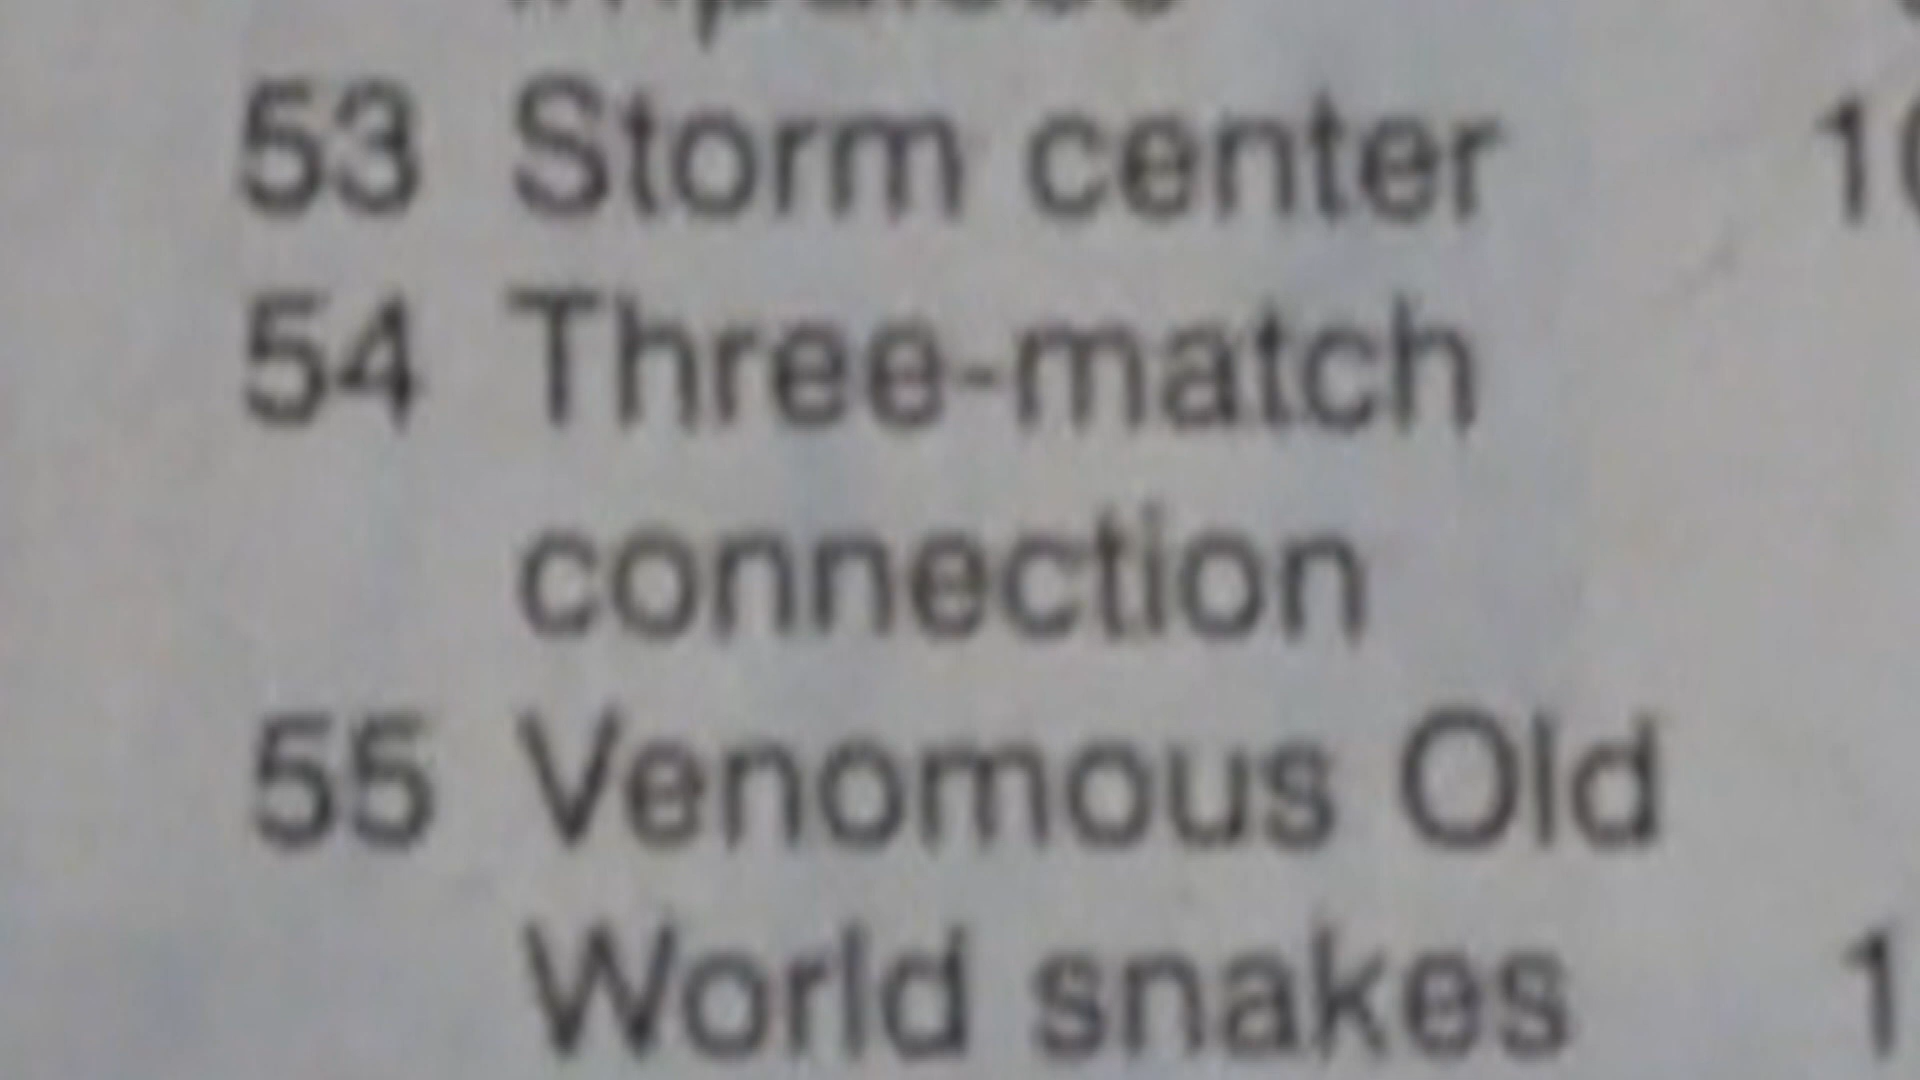 53 Storm center
54 Three-match
connection
55 Venomous Old
World snakes